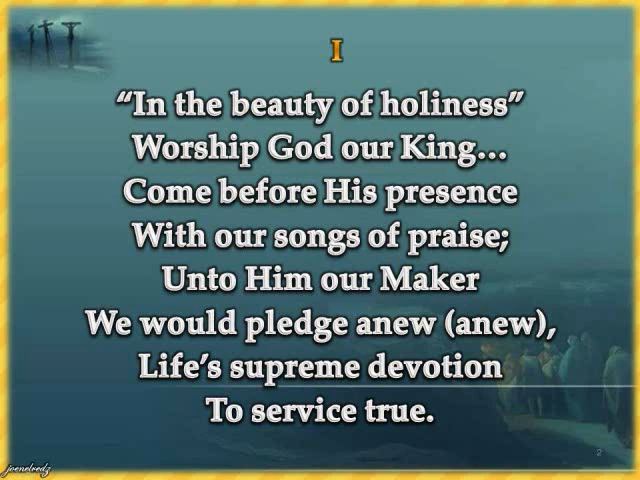 I
“In the beauty of holiness”
Worship God our King...
Come before His presence
With our songs of praise;
Unto Him our Maker
We would pledge anew (anew),
Life’s supreme devotion
To service true.
2
joenelredz